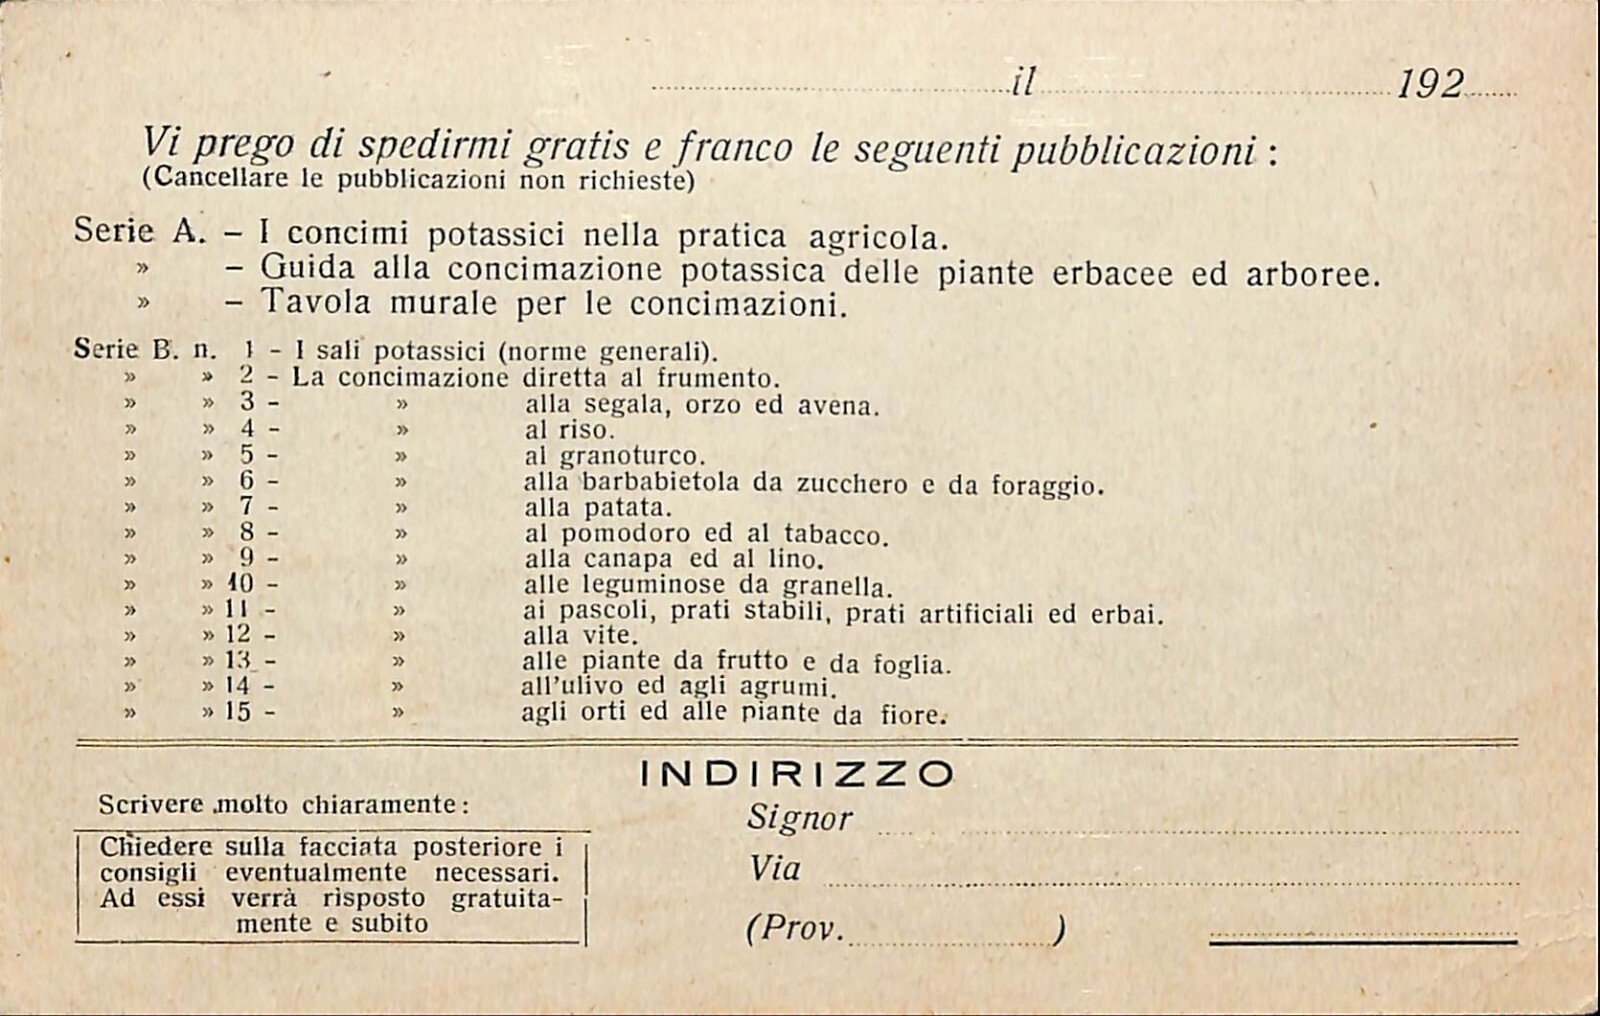 il 192
Vi prego di spedirmi gratis e franco le seguenti pubblicazioni :
(Cancellare le pubblicazioni non richieste)
Serie A. – I concimi potassici nella pratica agricola.
» – Guida alla concimazione potassica delle piante erbacee ed arboree.
» – Tavola murale per le concimazioni.
Serie B. n. 1 - I sali potassici (norme generali).
» » 2 - La concimazione diretta al frumento.
» » 3 - » alla segala, orzo ed avena.
» » 4 - » al riso.
» » 5 - » al granoturco.
» » 6 - » alla barbabietola da zucchero e da foraggio.
» » 7 - » alla patata.
» » 8 - » al pomodoro ed al tabacco.
» » 9 - » alla canapa ed al lino.
» » 10 - » alle leguminose da granella.
» » 11 - » ai pascoli, prati stabili, prati artificiali ed erbai.
» » 12 - » alla vite.
» » 13 - » alle piante da frutto e da foglia.
» » 14 - » all'ulivo ed agli agrumi.
» » 15 - » agli orti ed alle piante da fiore.
INDIRIZZO
Scrivere molto chiaramente :
Chiedere sulla facciata posteriore i
consigli eventualmente necessari.
Ad essi verrà risposto gratuita-
mente e subito
Signor
Via
(Prov. )